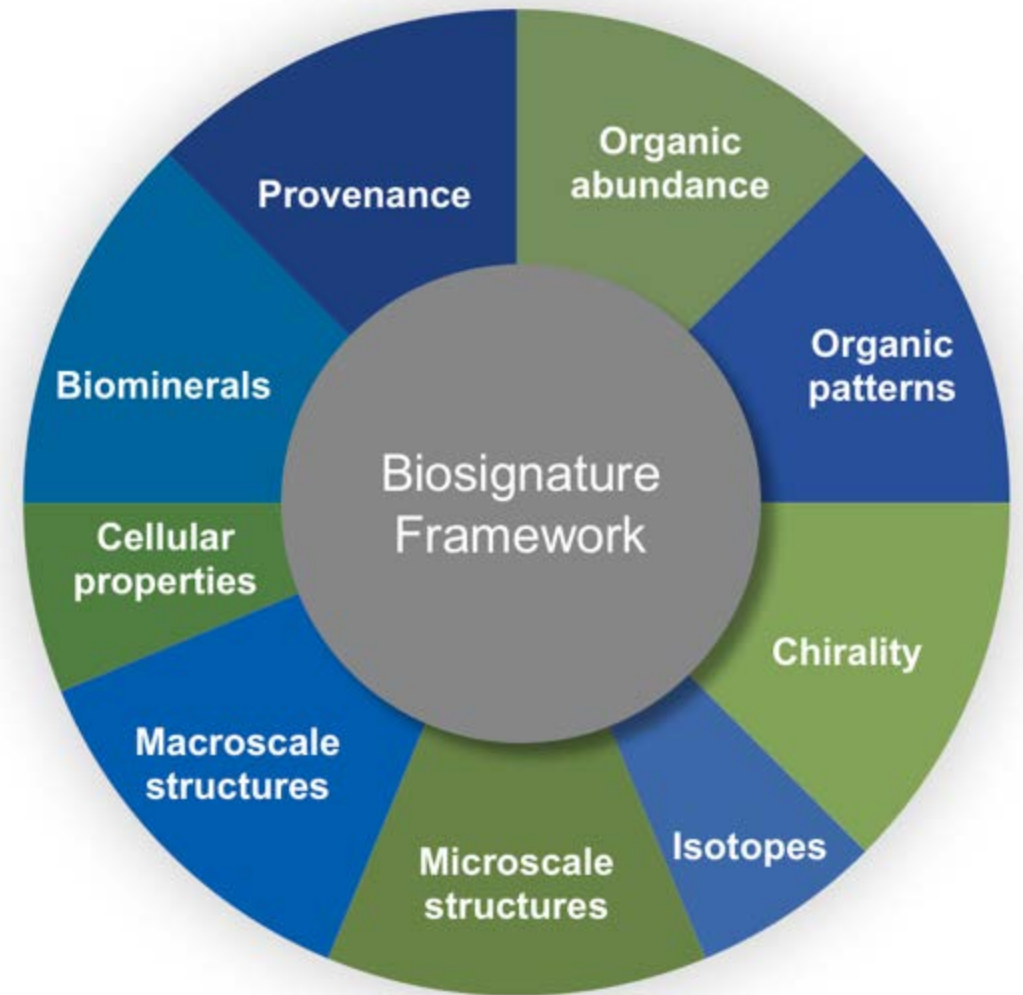 Organic
abundance
Organic
patterns
Chirality
Isotopes
Microscale
structures
Macroscale
structures
Cellular
properties
Biominerals
Provenance
Biosignature
Framework